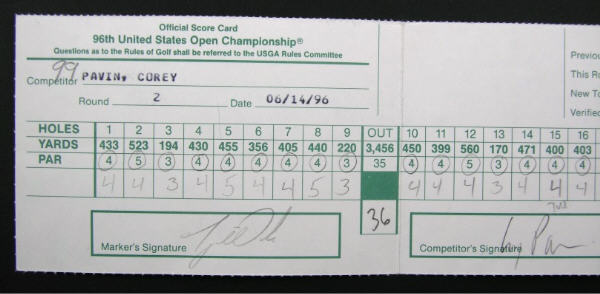 Official Score Card
96th United States Open Championship®
Questions as to the Rules of Golf shall be referred to the USGA Rules Committee
99
Competitor PAVIN, COREY
Round 2 Date 06/14/96
Previou
This Ro
New To
Verified
HOLES 1 2 3 4 5 6 7 8 9 OUT 10 11 12 13 14 15 16
YARDS 433 523 194 430 455 356 405 440 220 3,456 450 399 560 170 471 400 403
PAR 4 5 3 4 4 4 4 4 3 35 4 4 5 3 4 4 4
4 4 3 4 5 4 4 5 3 4 4 4 3 4 4 4
36
Marker's Signature
Competitor's Signature